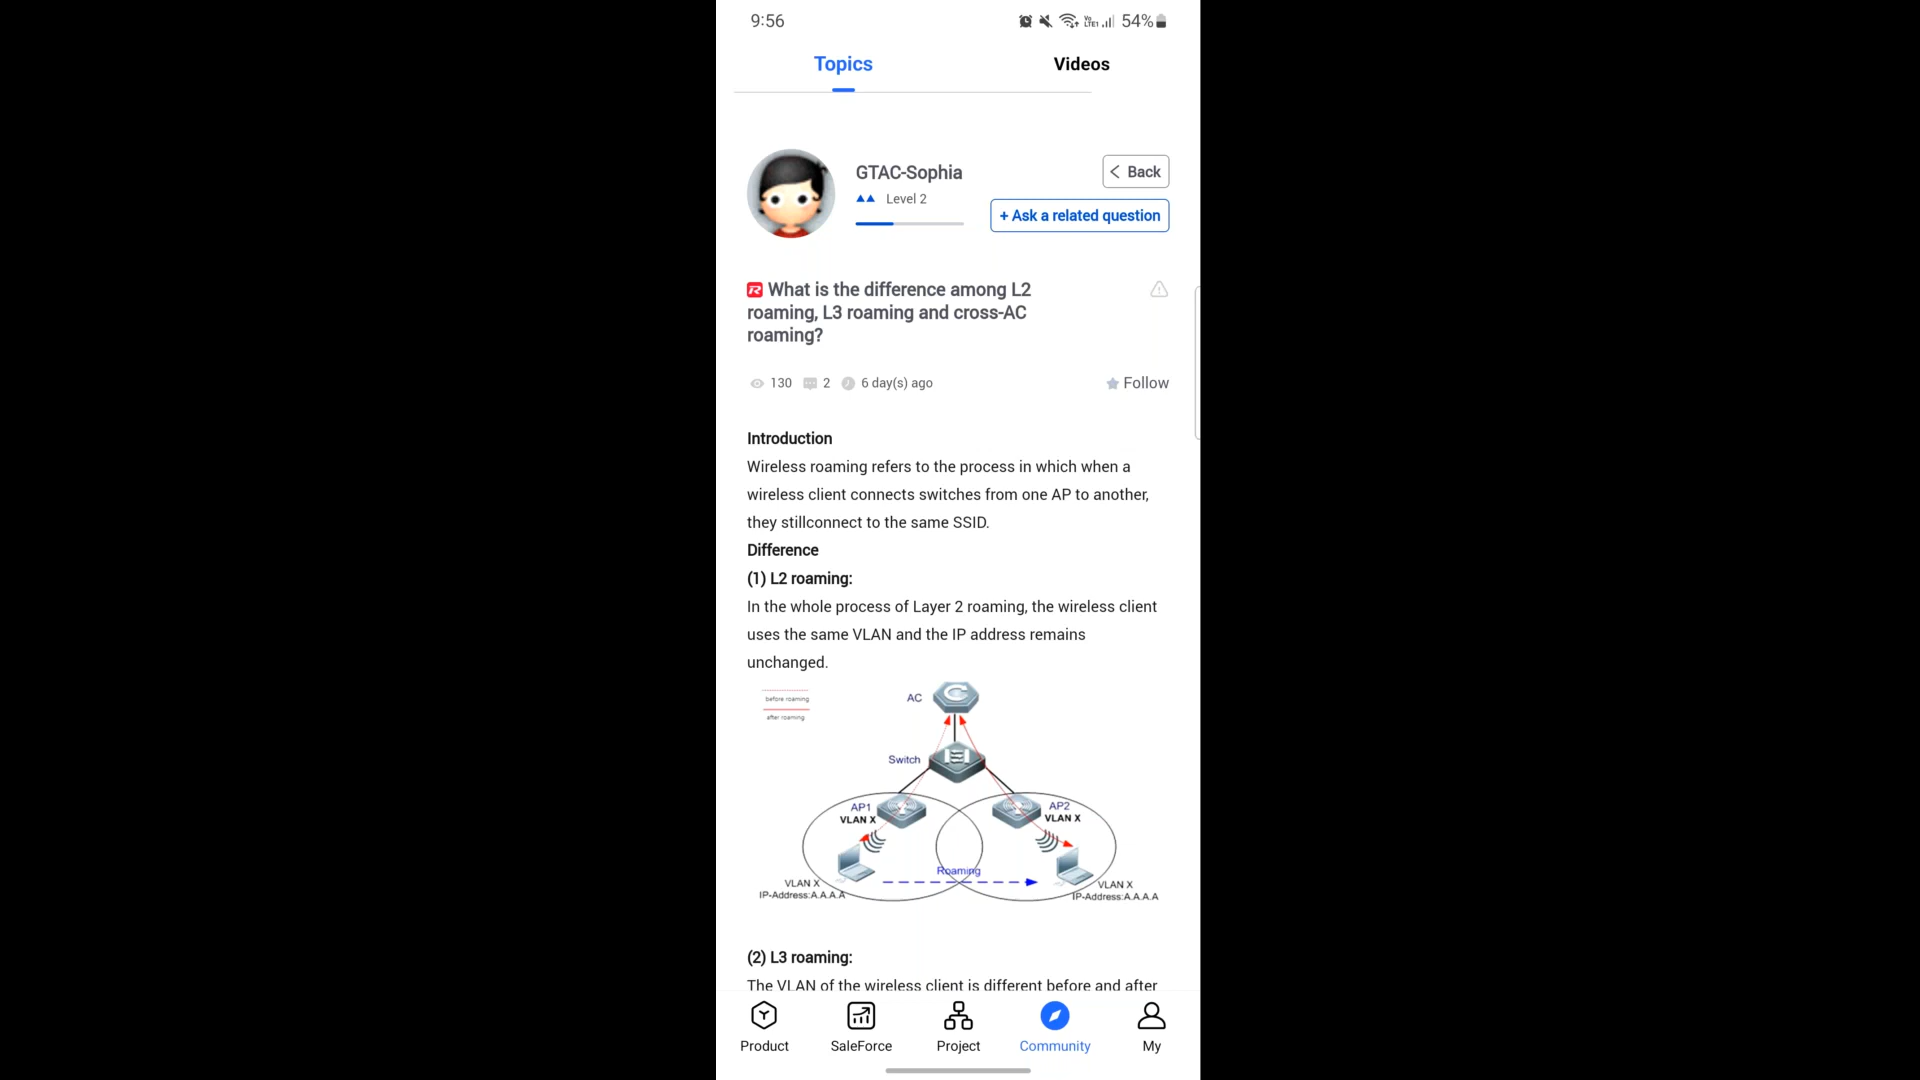 9:56
Vo
LTE1
54%
Topics
Videos
GTAC-Sophia
Level 2
Back
+ Ask a related question
What is the difference among L2
roaming, L3 roaming and cross-AC
roaming?
130
2
6 day(s) ago
Follow
Introduction
Wireless roaming refers to the process in which when a
wireless client connects switches from one AP to another,
they stillconnect to the same SSID.
Difference
(1) L2 roaming:
In the whole process of Layer 2 roaming, the wireless client
uses the same VLAN and the IP address remains
unchanged.
before roaming
after roaming
AC
Switch
AP1
VLAN X
AP2
VLAN X
Roaming
VLAN X
IP-Address:A.A.A.A
VLAN X
IP-Address:A.A.A.A
(2) L3 roaming:
The VLAN of the wireless client is different before and after
Product
SaleForce
Project
Community
My